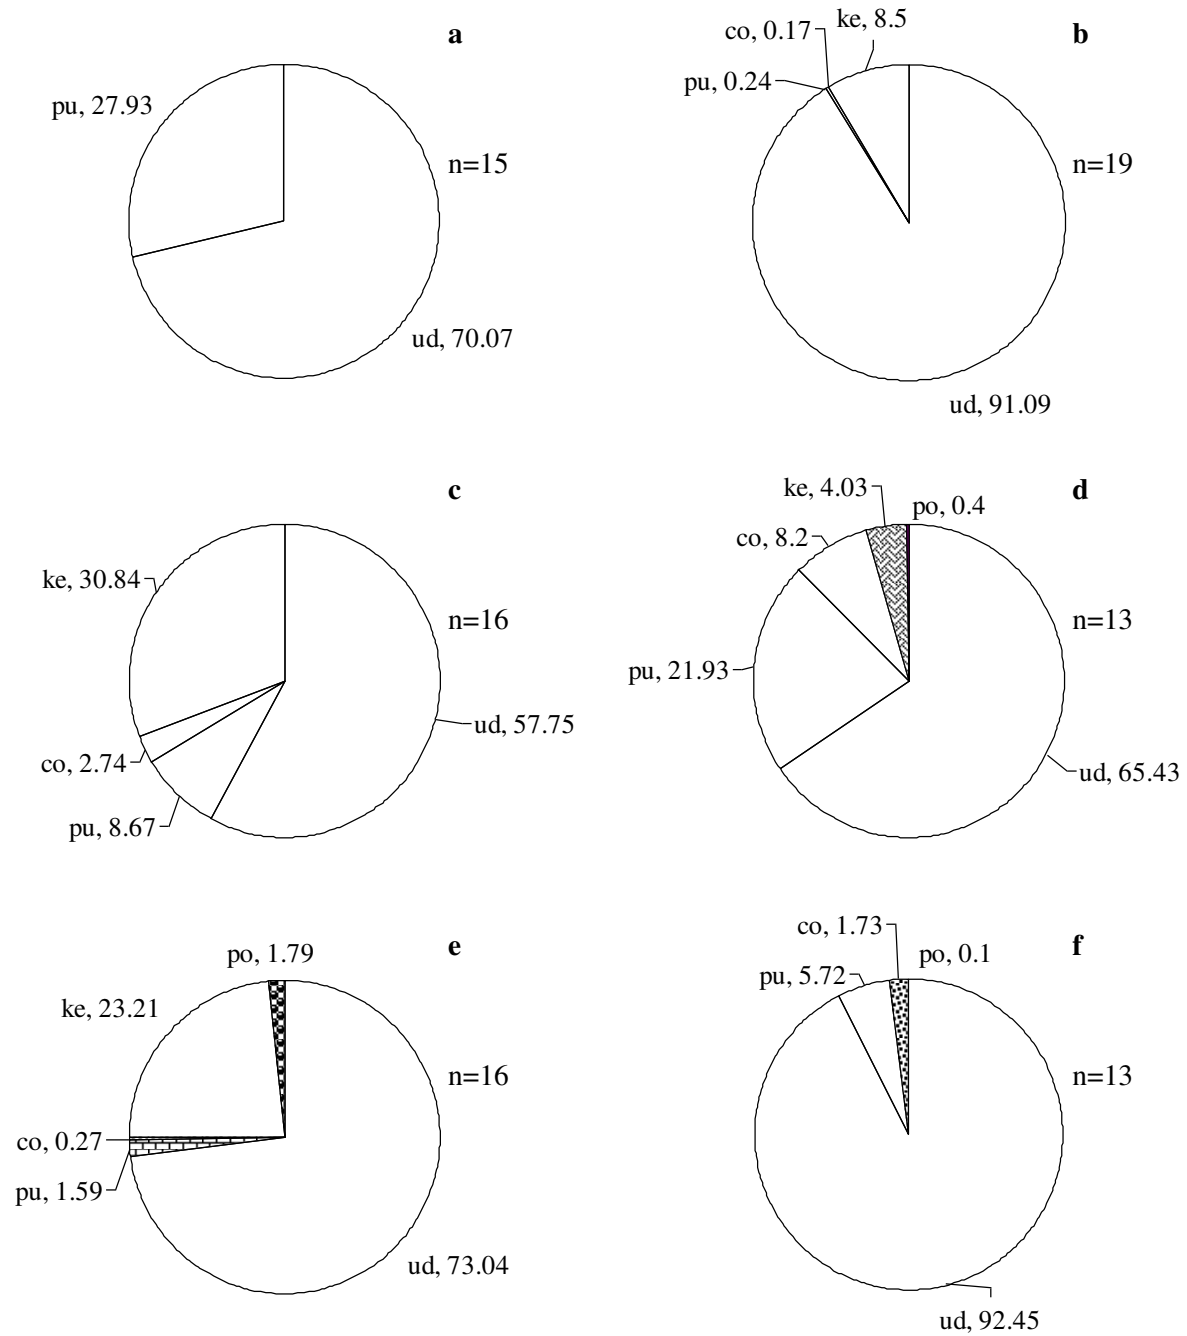 a
pu, 27.93
n=15
ud, 70.07
b
co, 0.17
ke, 8.5
pu, 0.24
n=19
ud, 91.09
c
ke, 30.84
n=16
ud, 57.75
co, 2.74
pu, 8.67
d
ke, 4.03
po, 0.4
co, 8.2
n=13
pu, 21.93
ud, 65.43
e
po, 1.79
ke, 23.21
n=16
co, 0.27
pu, 1.59
ud, 73.04
f
co, 1.73
po, 0.1
pu, 5.72
n=13
ud, 92.45